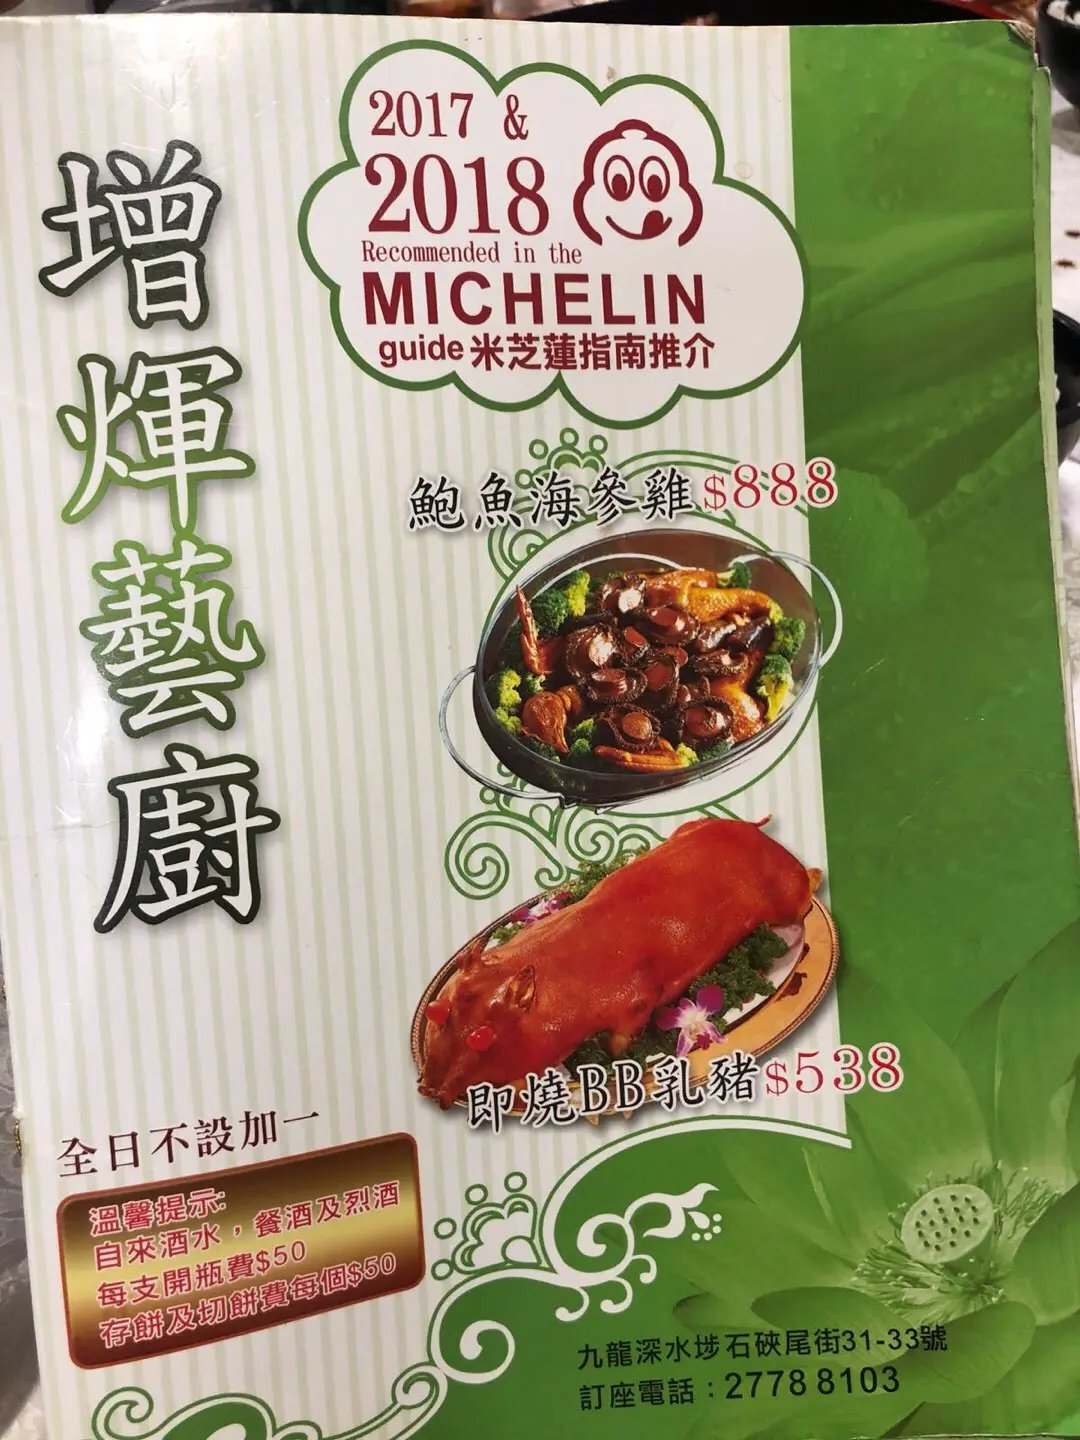 增煇藝廚
2017 &
2018
Recommended in the
MICHELIN
guide 米芝蓮指南推介
鮑魚海參雞$888
即燒BB乳豬$538
全日不設加一
溫馨提示:
自來酒水，餐酒及烈酒
每支開瓶費$50
存餅及切餅費每個$50
九龍深水埗石硤尾街31-33號
訂座電話：2778 8103